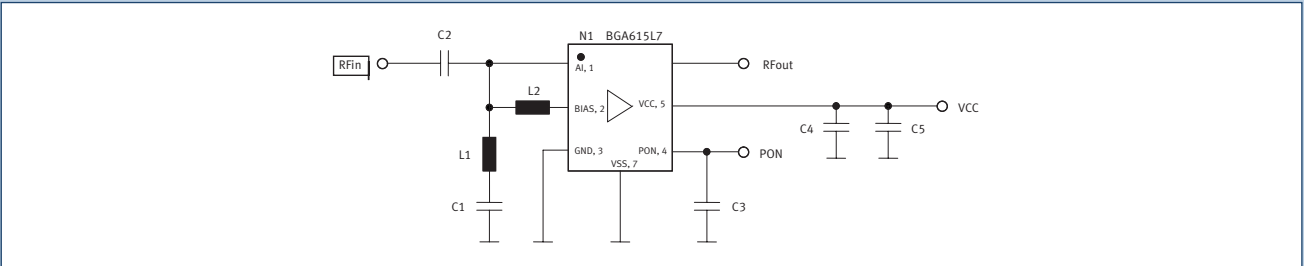 C2
N1 BGA615L7
RFin
AI, 1
RFout
L2
BIAS, 2
VCC, 5
VCC
C4
C5
L1
GND, 3
PON, 4
PON
VSS, 7
C1
C3